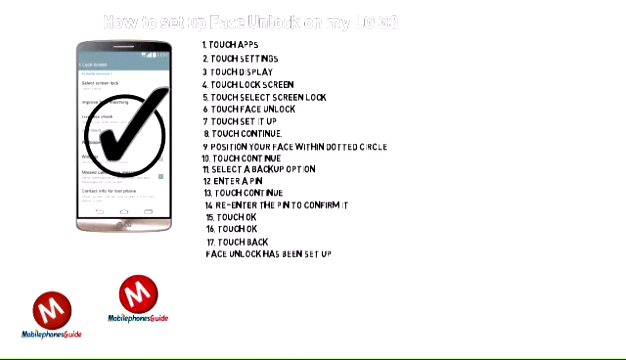 How to set up Face Unlock on my LG G3
1. TOUCH APPS
2. TOUCH SETTINGS
3 TOUCH DISPLAY
4. TOUCH LOCK SCREEN
5. TOUCH SELECT SCREEN LOCK
6 TOUCH FACE UNLOCK
7 TOUCH SET IT UP
8. TOUCH CONTINUE.
9. POSITION YOUR FACE WITHIN DOTTED CIRCLE
10. TOUCH CONTINUE
11. SELECT A BACKUP OPTION
12 ENTER A PIN
13. TOUCH CONTINUE
14. RE-ENTER THE PIN TO CONFIRM IT
15. TOUCH OK
16. TOUCH OK
17. TOUCH BACK
FACE UNLOCK HAS BEEN SET UP
Lock screen
Select screen lock
Missed call
Contact info for lost phone
M
MobilephonesGuide
M
MobilephonesGuide